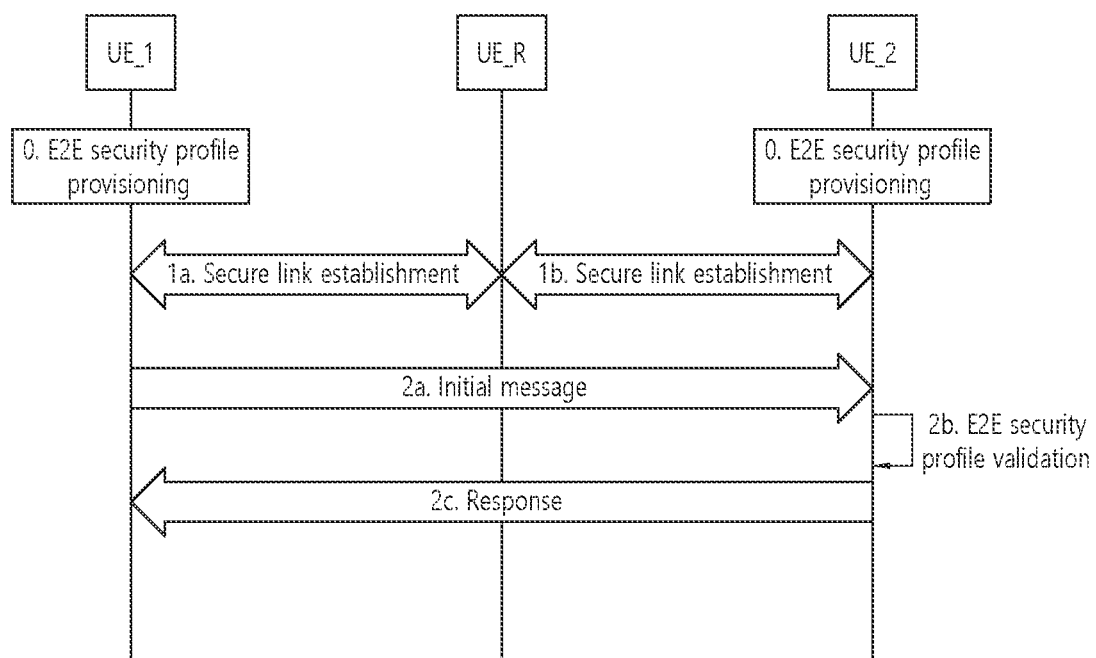 UE_1
UE_R
UE_2
0. E2E security profile
provisioning
0. E2E security profile
provisioning
1a. Secure link establishment
1b. Secure link establishment
2a. Initial message
2b. E2E security
profile validation
2c. Response